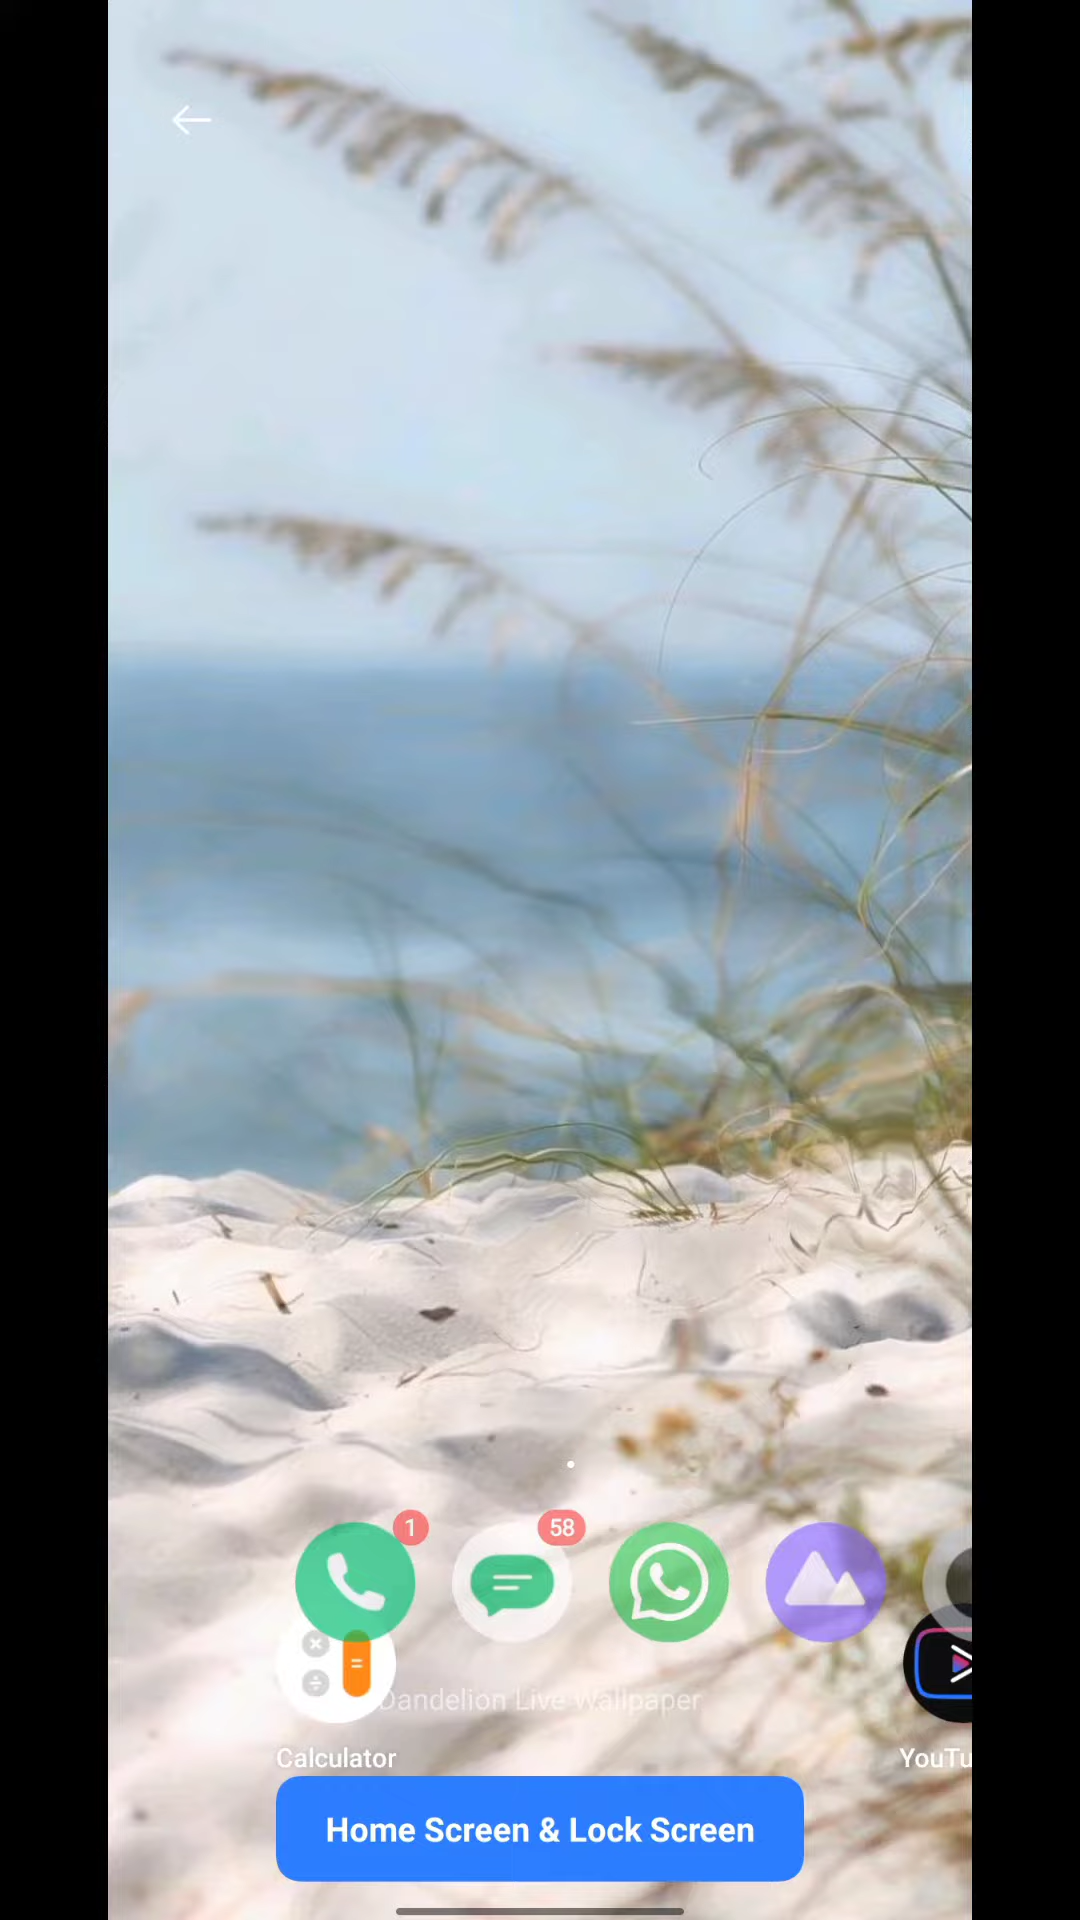 1
58
Dandelion Live Wallpaper
Calculator
YouTu
Home Screen & Lock Screen